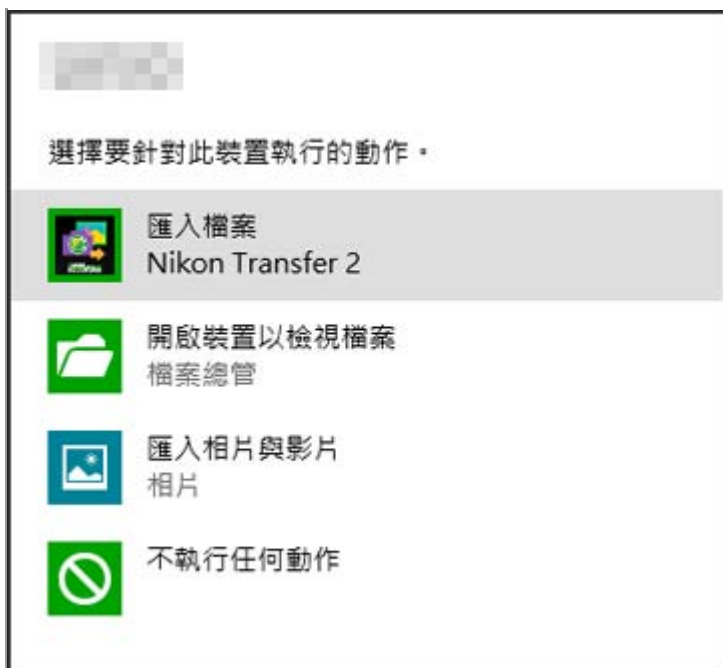 選擇要針對此裝置執行的動作。
匯入檔案
Nikon Transfer 2
開啟裝置以檢視檔案
檔案總管
匯入相片與影片
相片
不執行任何動作